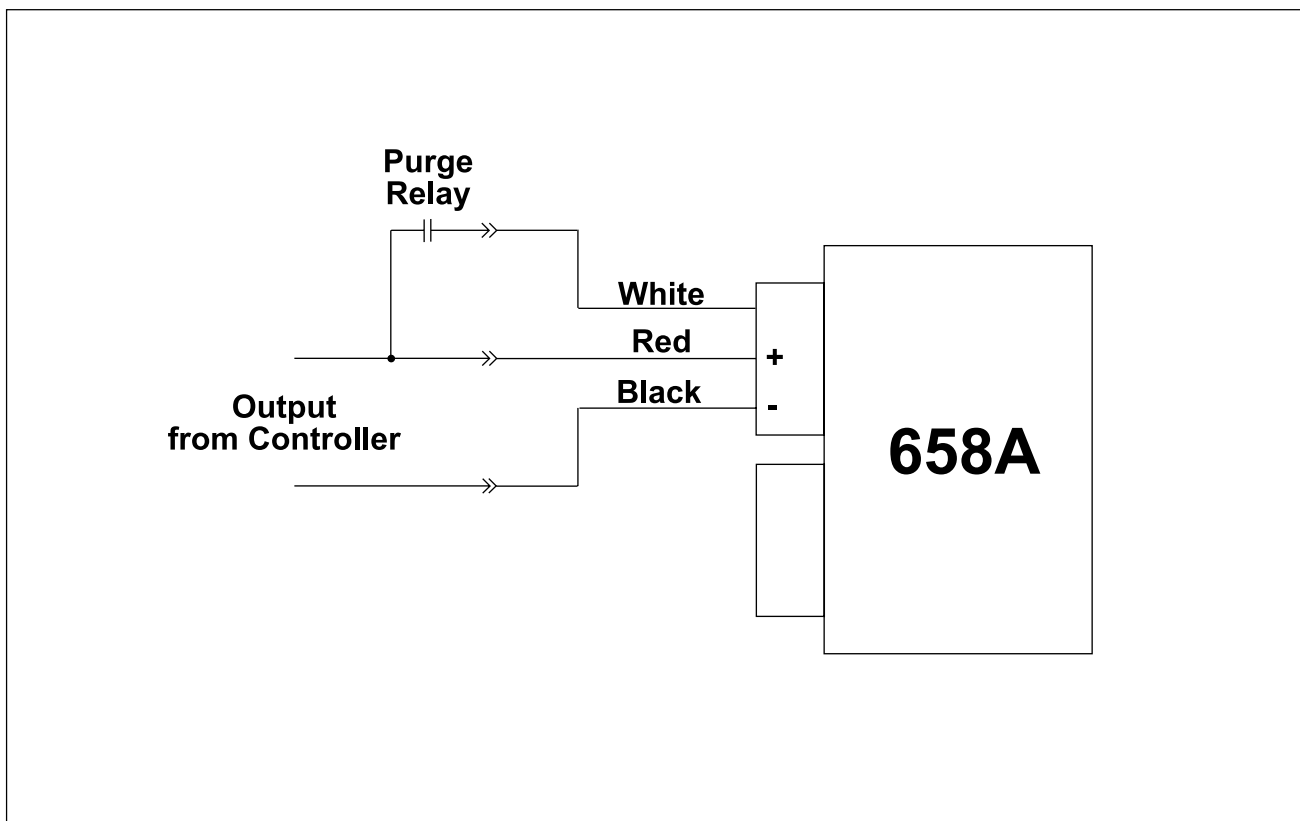 Purge
Relay
White
Red
+
Black
-
Output
from Controller
658A